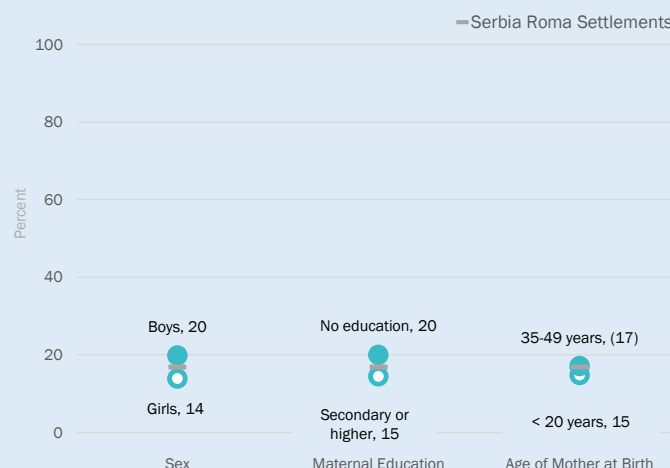 Serbia Roma Settlements
100
80
60
40
20
0
Percent
Boys, 20
Girls, 14
No education, 20
Secondary or
higher, 15
35-49 years, (17)
< 20 years, 15
Sex
Maternal Education
Age of Mother at Birth